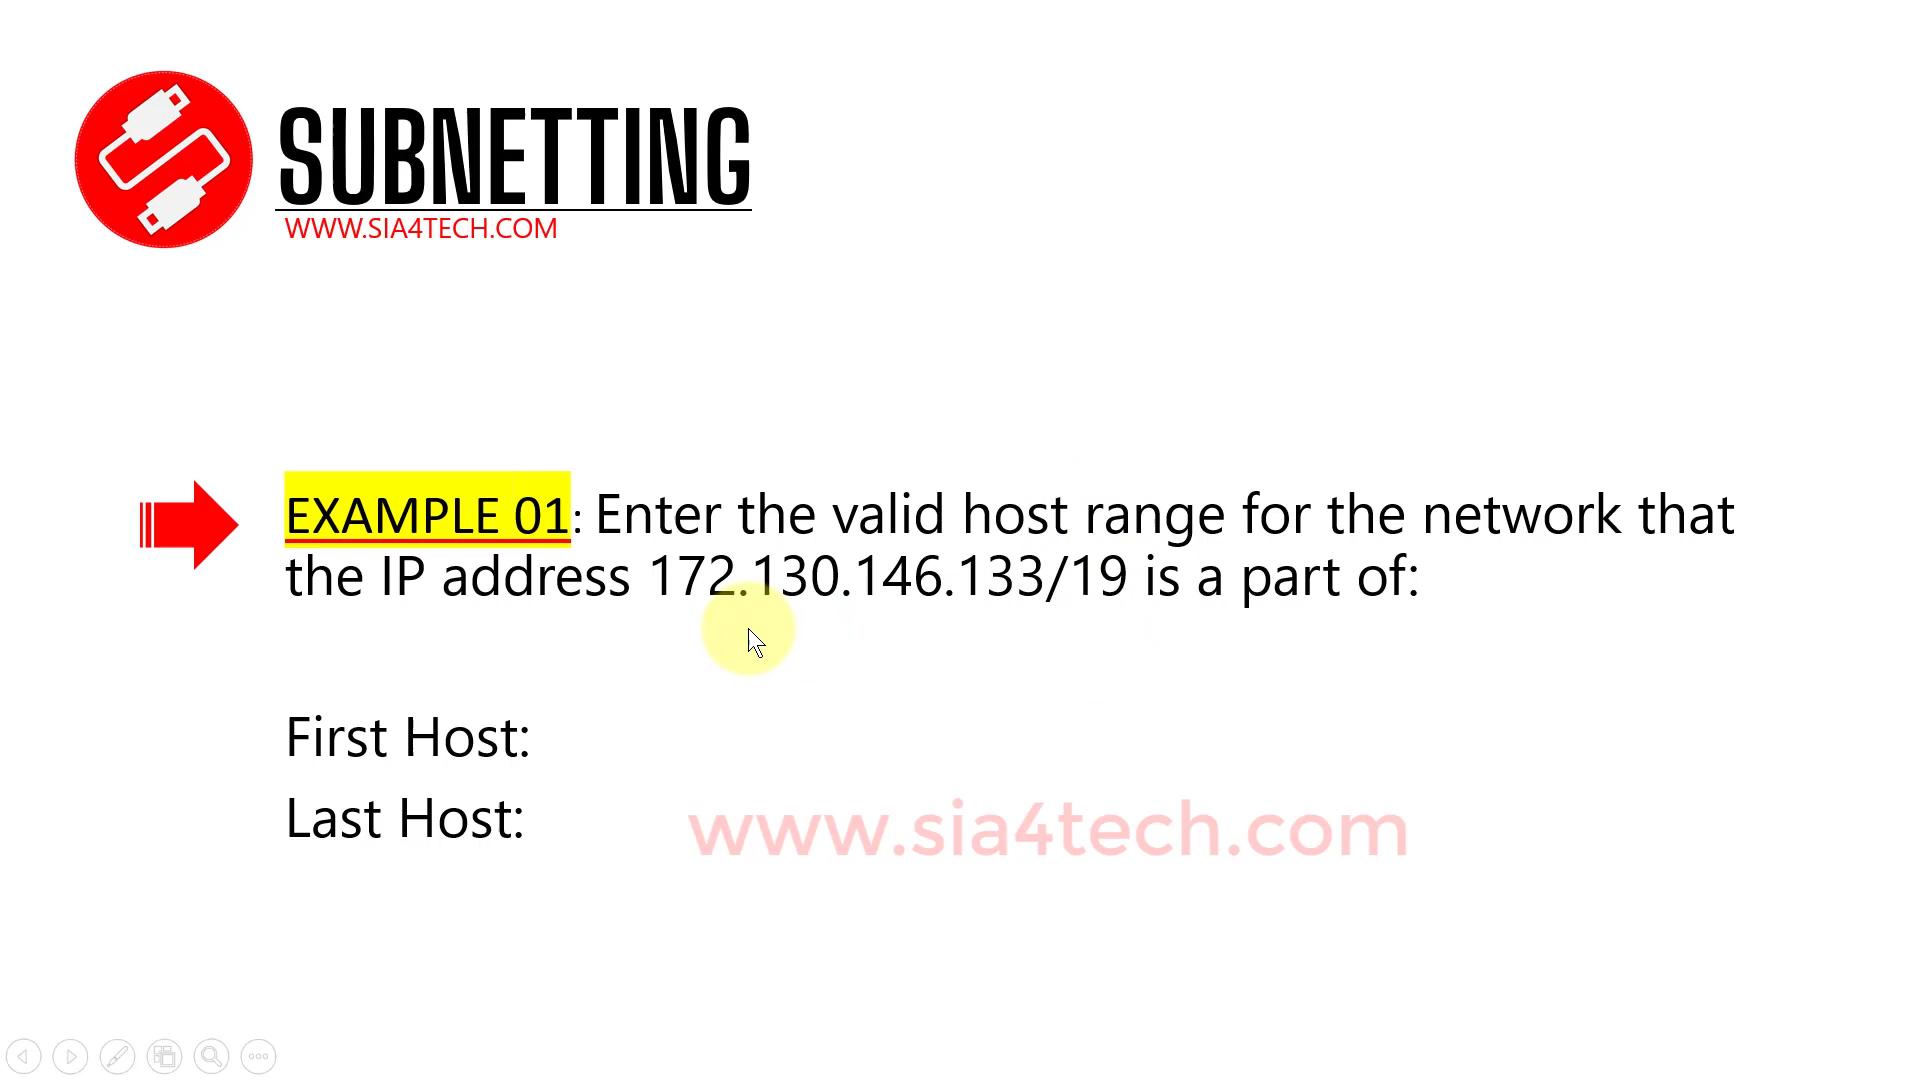 SUBNETTING
WWW.SIA4TECH.COM
EXAMPLE 01: Enter the valid host range for the network that
the IP address 172.130.146.133/19 is a part of:
First Host:
Last Host:
www.sia4tech.com